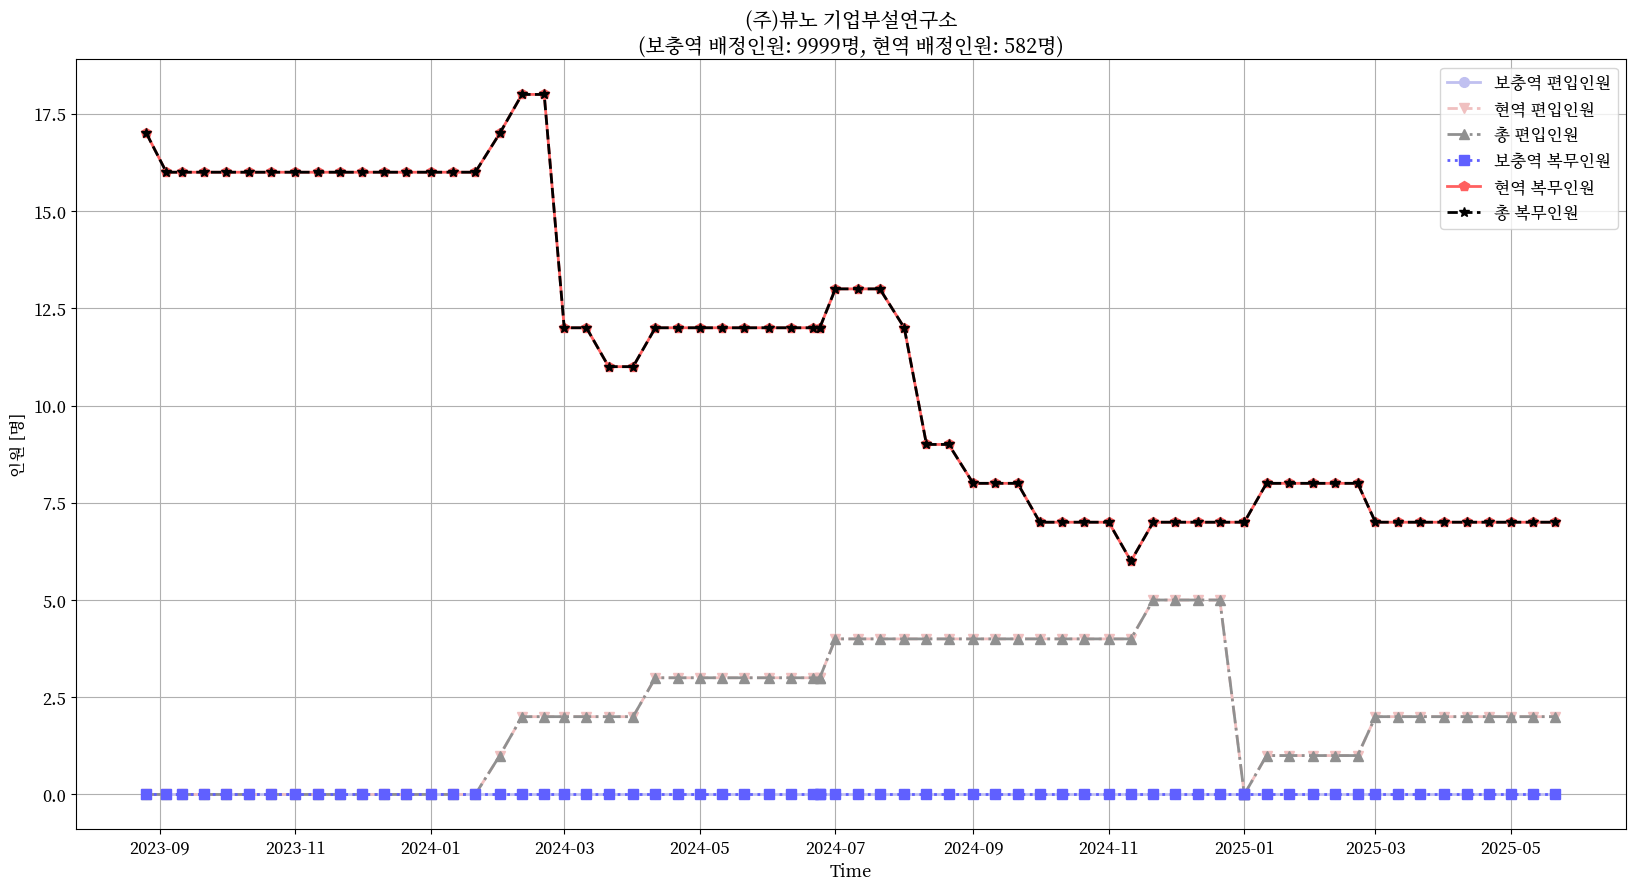 (주)뷰노 기업부설연구소
(보충역 배정인원: 9999명, 현역 배정인원: 582명)
보충역 편입인원
현역 편입인원
총 편입인원
보충역 복무인원
현역 복무인원
총 복무인원
인원 [명]
17.5
15.0
12.5
10.0
7.5
5.0
2.5
0.0
2023-09 2023-11 2024-01 2024-03 2024-05 2024-07 2024-09 2024-11 2025-01 2025-03 2025-05
Time